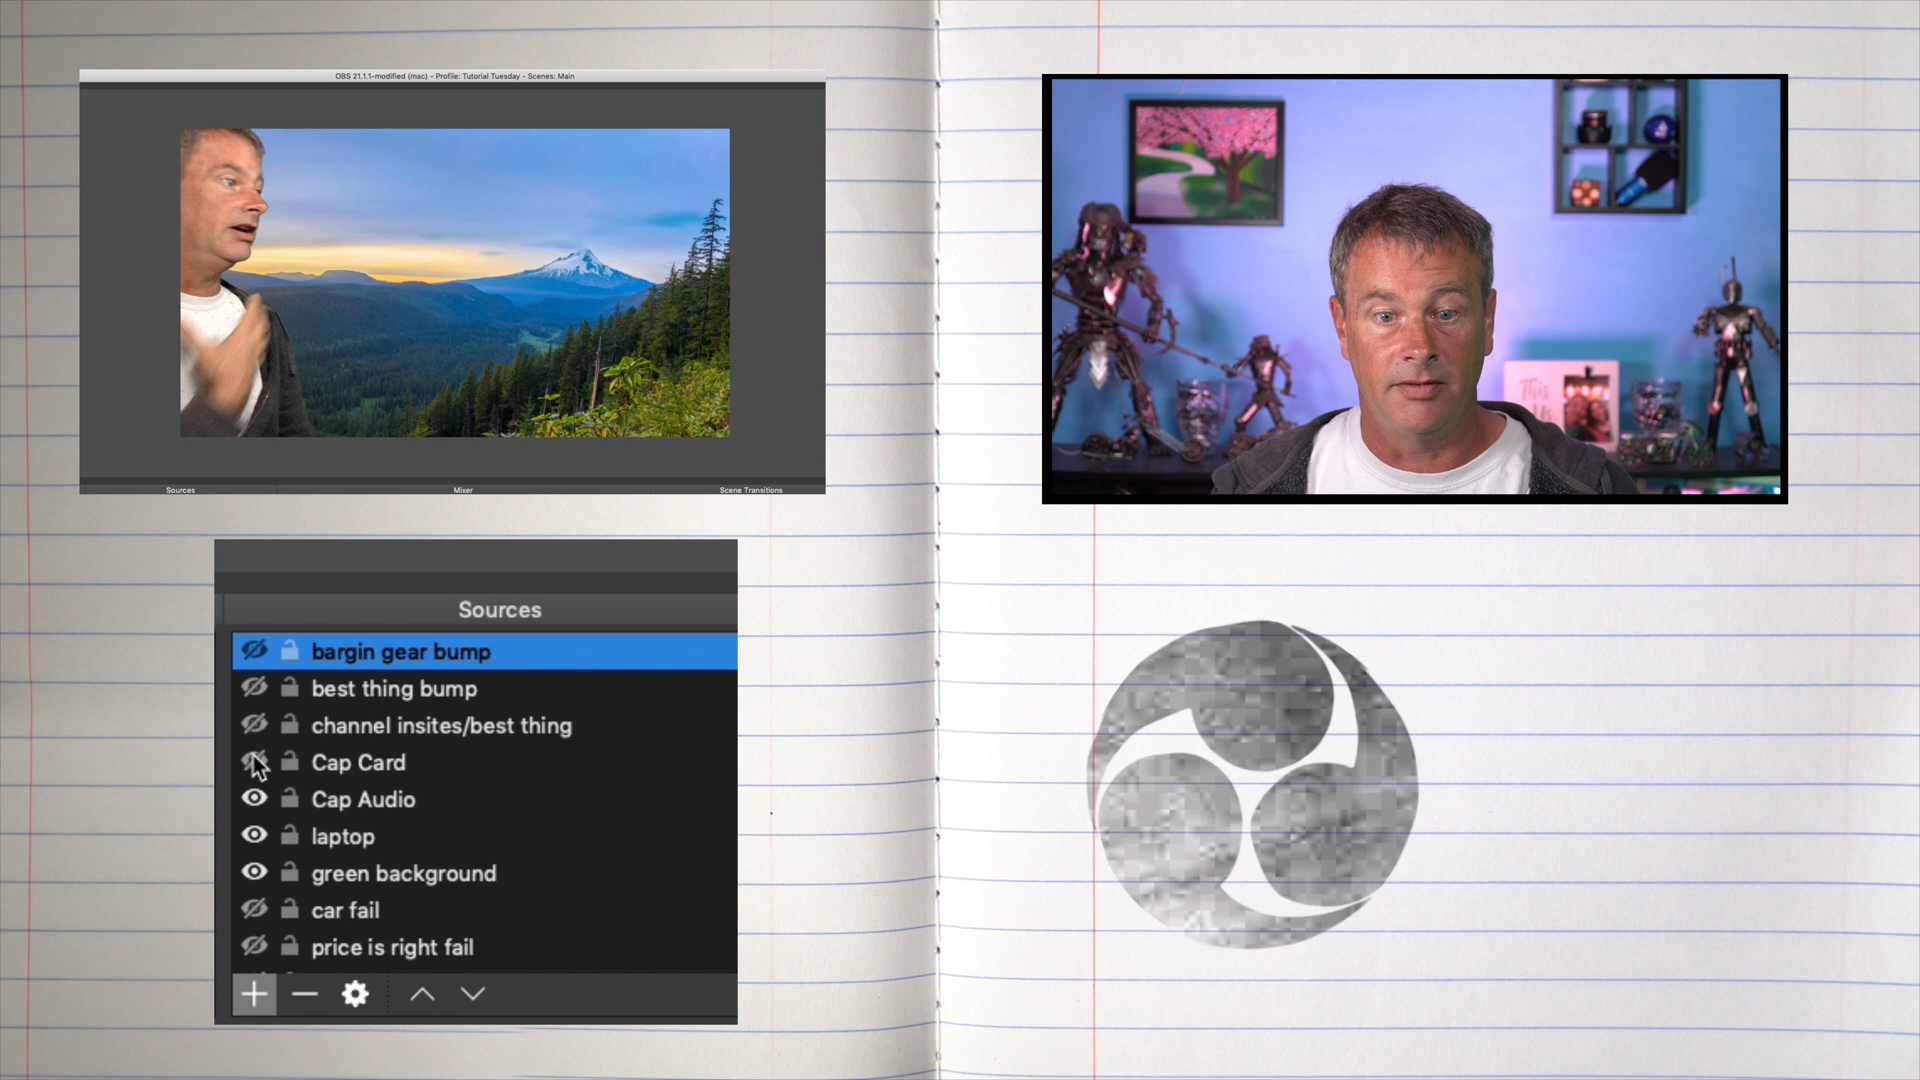 OBS 21.1.1-modified (mac) - Profile: Tutorial Tuesday - Scenes: Main
Sources
Mixer
Scene Transitions
This
Sources
bargin gear bump
best thing bump
channel insites/best thing
Cap Card
Cap Audio
laptop
green background
car fail
price is right fail